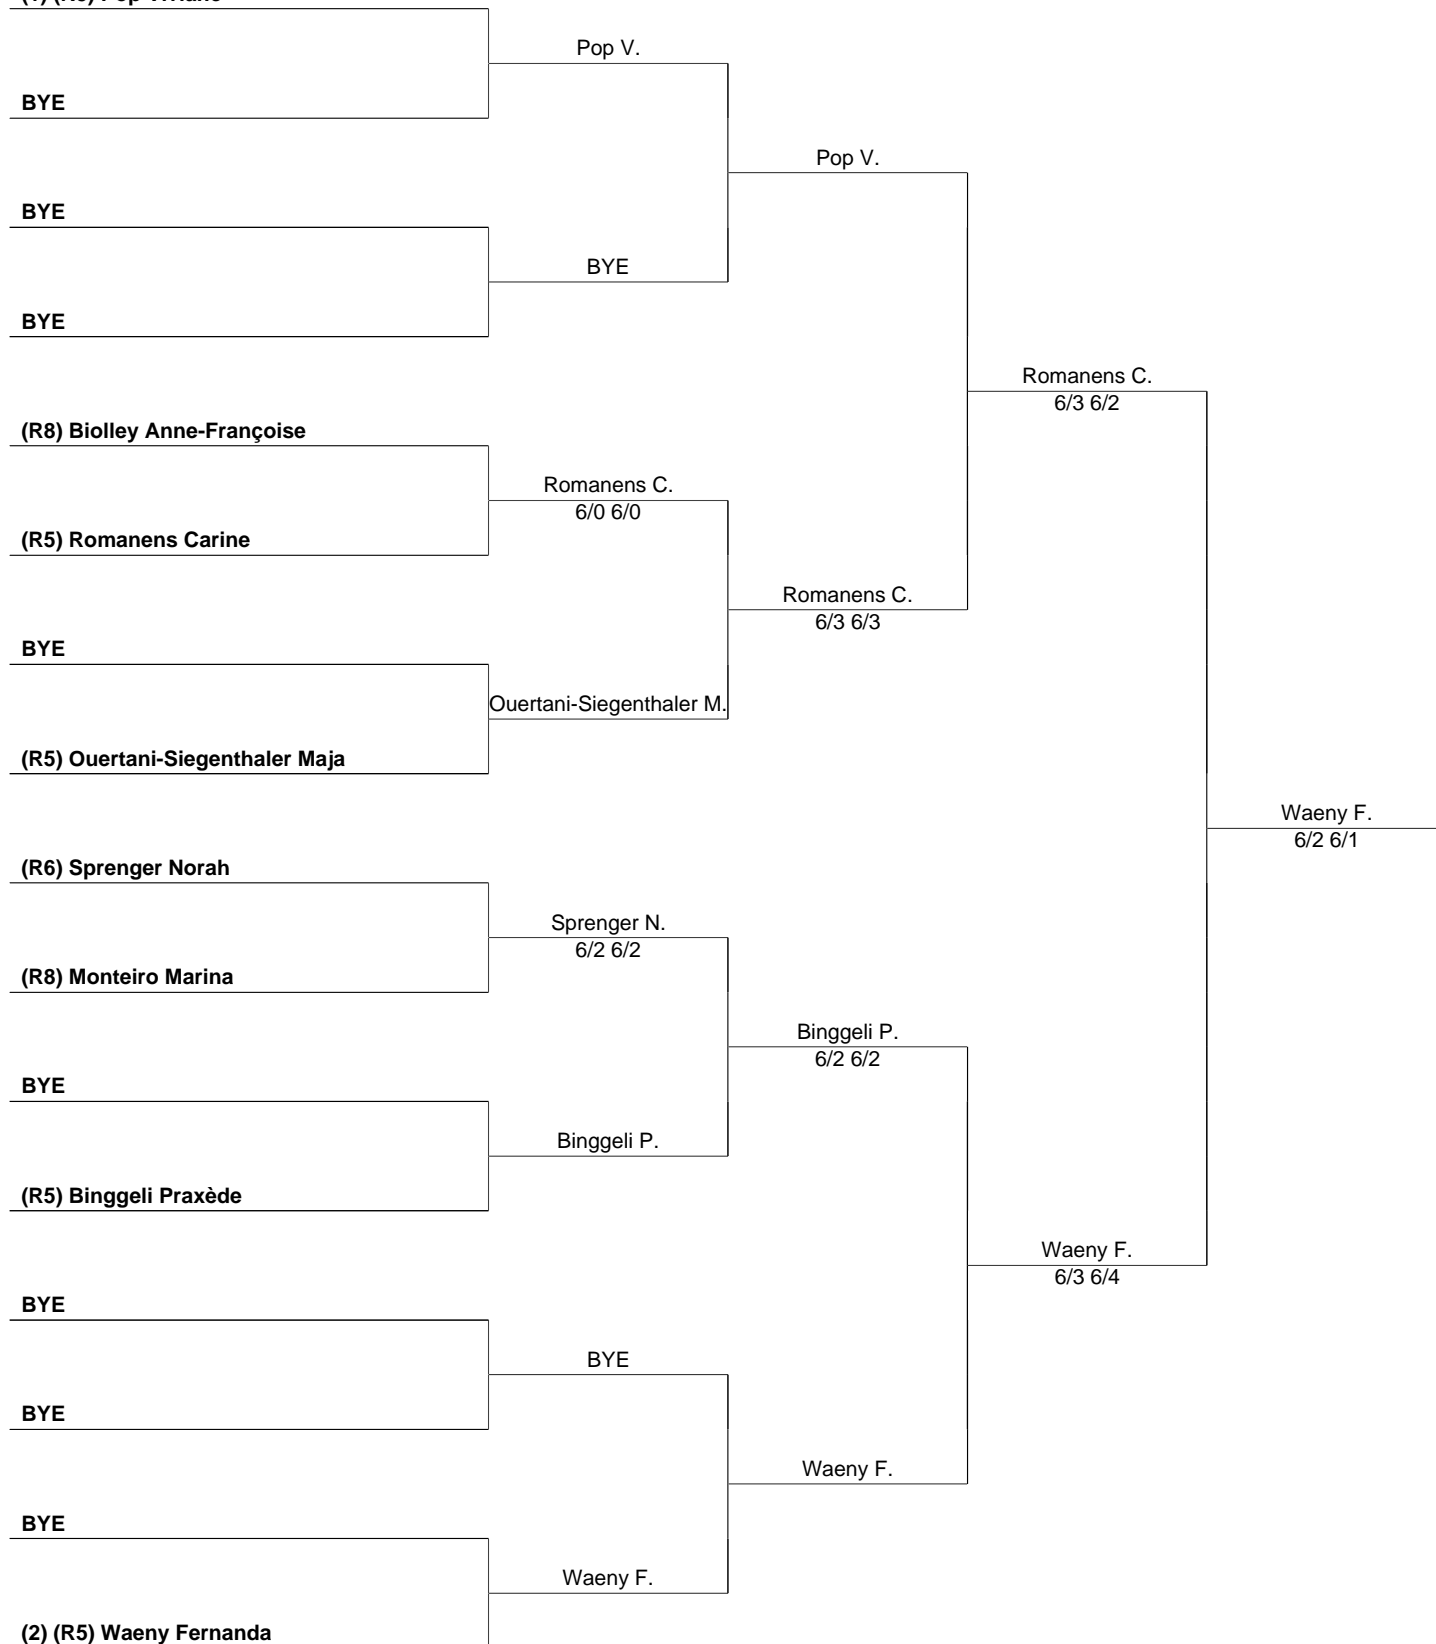 BYE
BYE
BYE
(R8) Biolley Anne-Françoise
(R5) Romanens Carine
BYE
(R5) Ouertani-Siegenthaler Maja
(R6) Sprenger Norah
(R8) Monteiro Marina
BYE
(R5) Binggeli Praxède
BYE
BYE
BYE
(2) (R5) Waeny Fernanda
Pop V.
BYE
Romanens C.
6/0 6/0
Ouertani-Siegenthaler M.
Sprenger N.
6/2 6/2
Binggeli P.
BYE
Waeny F.
Pop V.
Romanens C.
6/3 6/3
Binggeli P.
6/2 6/2
Waeny F.
Romanens C.
6/3 6/2
Waeny F.
6/3 6/4
Waeny F.
6/2 6/1